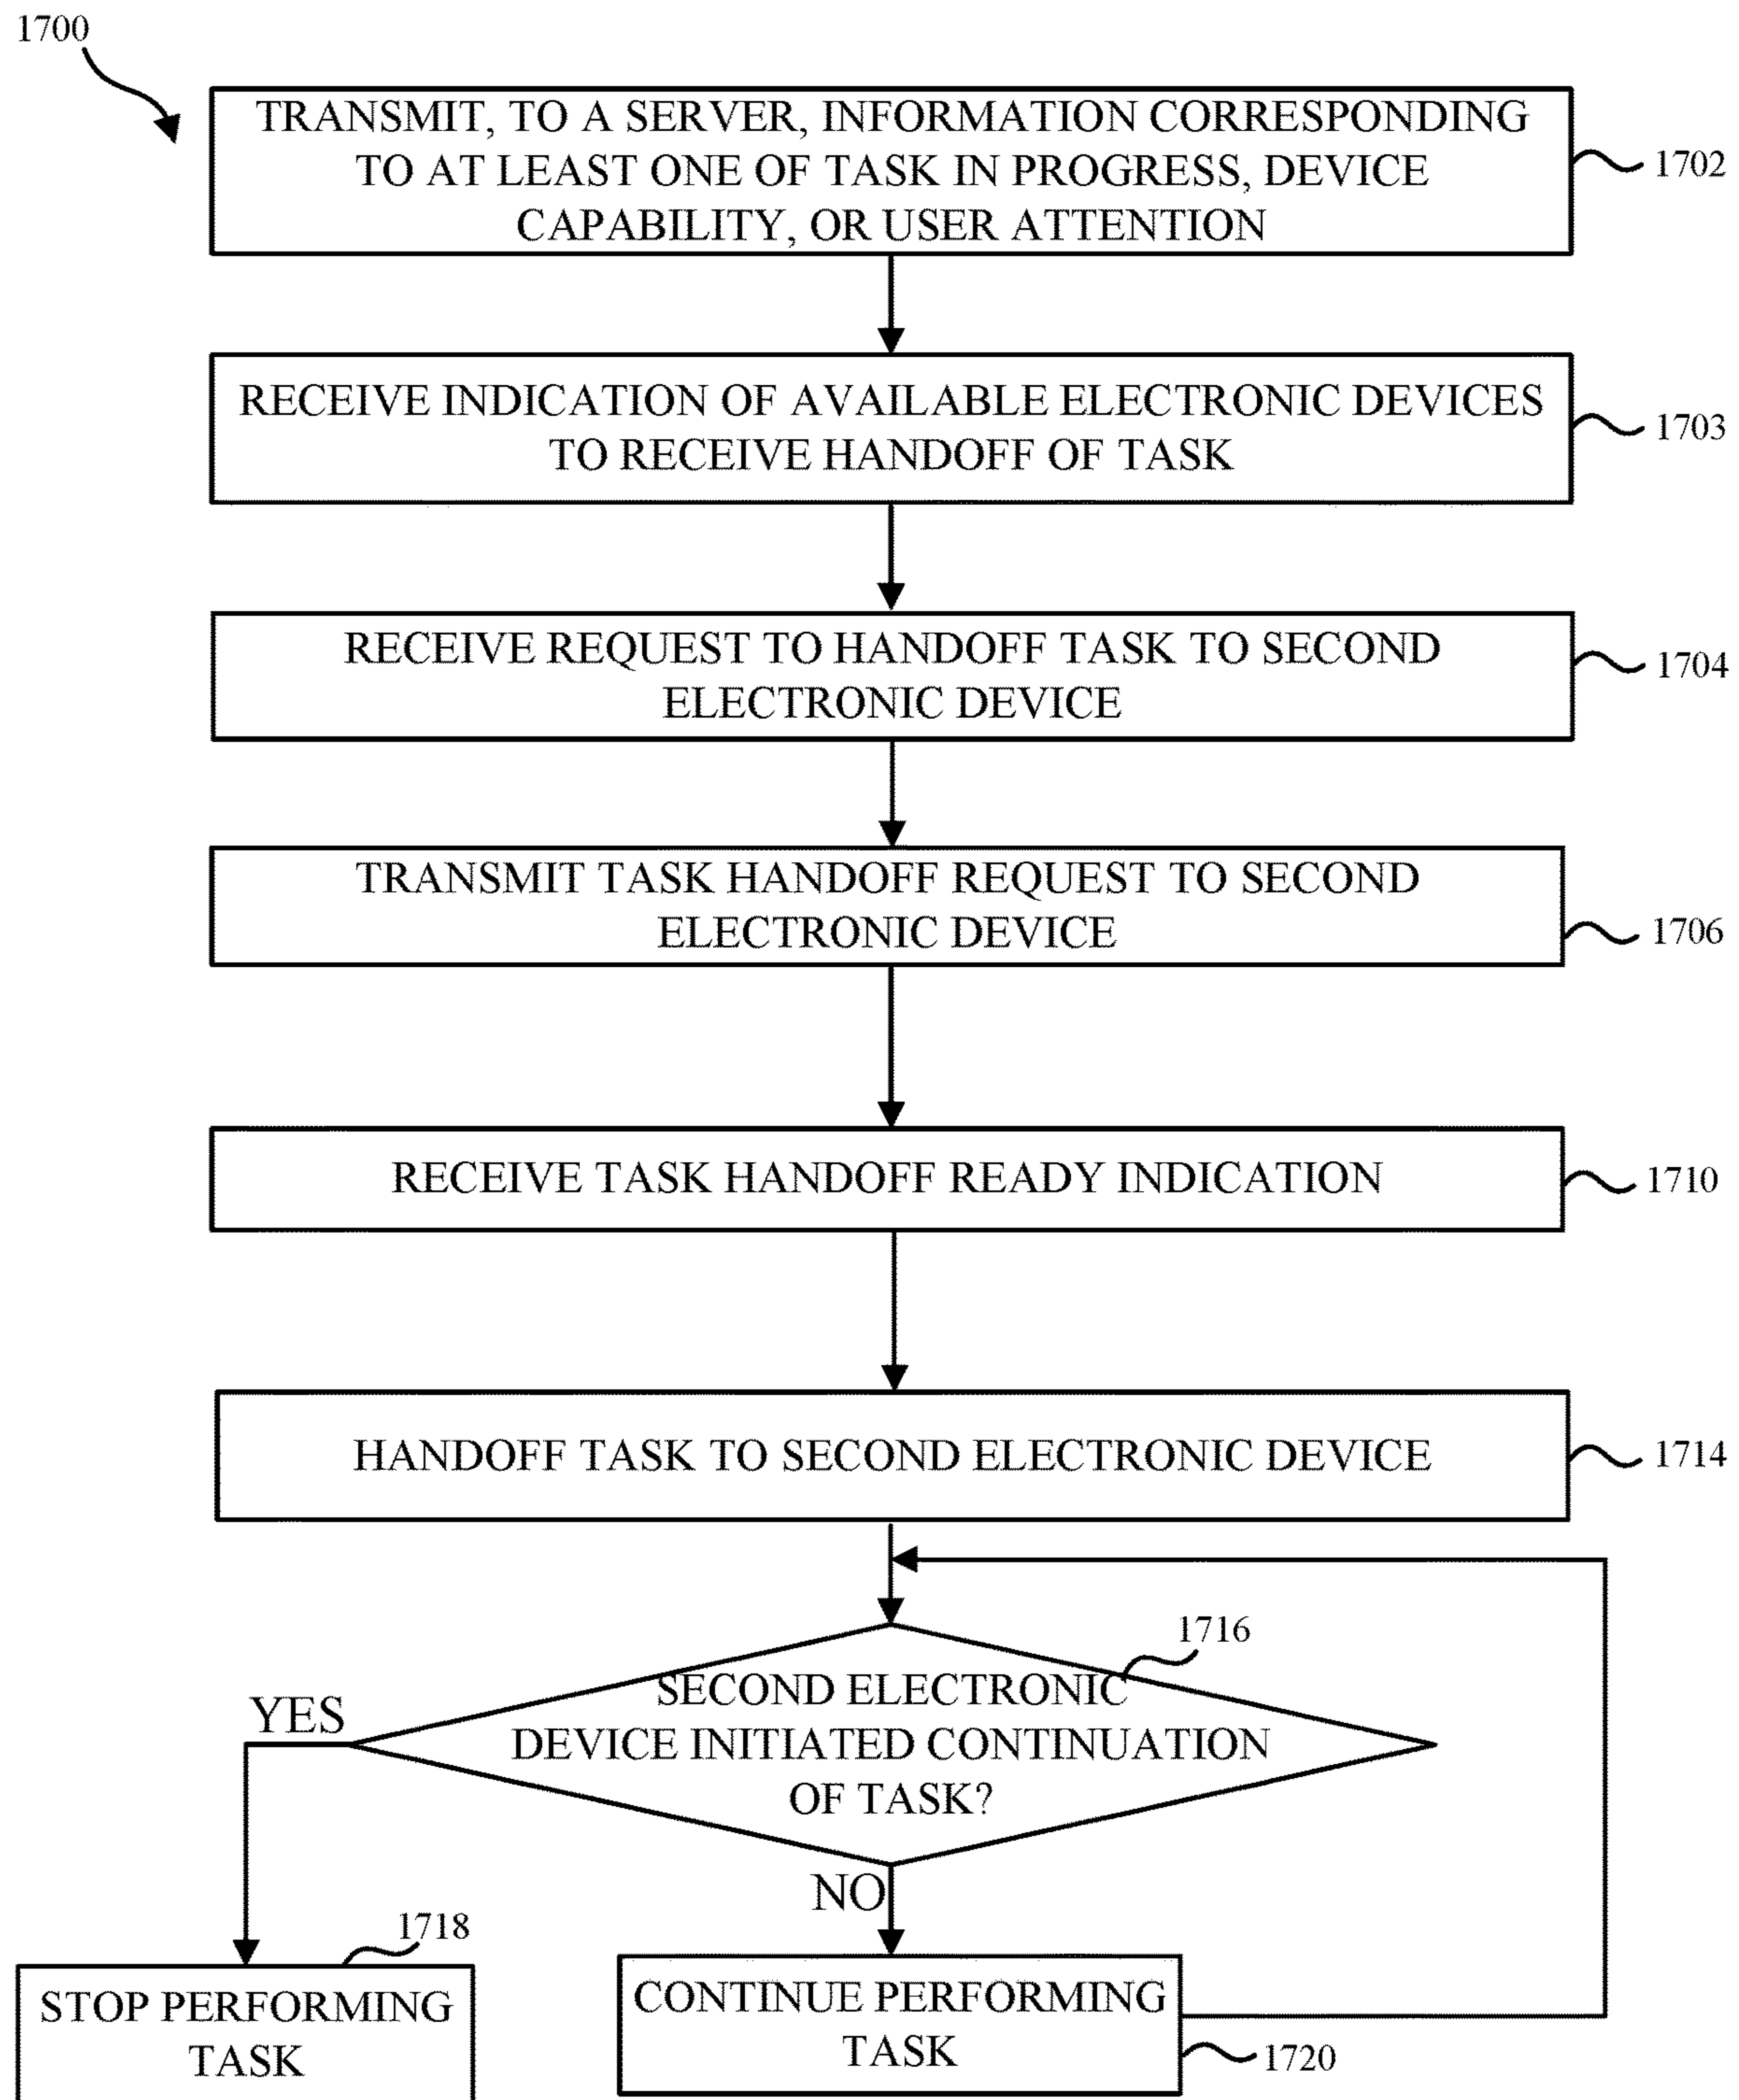 1700
TRANSMIT, TO A SERVER, INFORMATION CORRESPONDING
TO AT LEAST ONE OF TASK IN PROGRESS, DEVICE
CAPABILITY, OR USER ATTENTION
1702
RECEIVE INDICATION OF AVAILABLE ELECTRONIC DEVICES
TO RECEIVE HANDOFF OF TASK
1703
RECEIVE REQUEST TO HANDOFF TASK TO SECOND
ELECTRONIC DEVICE
1704
TRANSMIT TASK HANDOFF REQUEST TO SECOND
ELECTRONIC DEVICE
1706
RECEIVE TASK HANDOFF READY INDICATION
1710
HANDOFF TASK TO SECOND ELECTRONIC DEVICE
1714
1716
SECOND ELECTRONIC
DEVICE INITIATED CONTINUATION
OF TASK?
YES
NO
1718
STOP PERFORMING
TASK
CONTINUE PERFORMING
TASK
1720